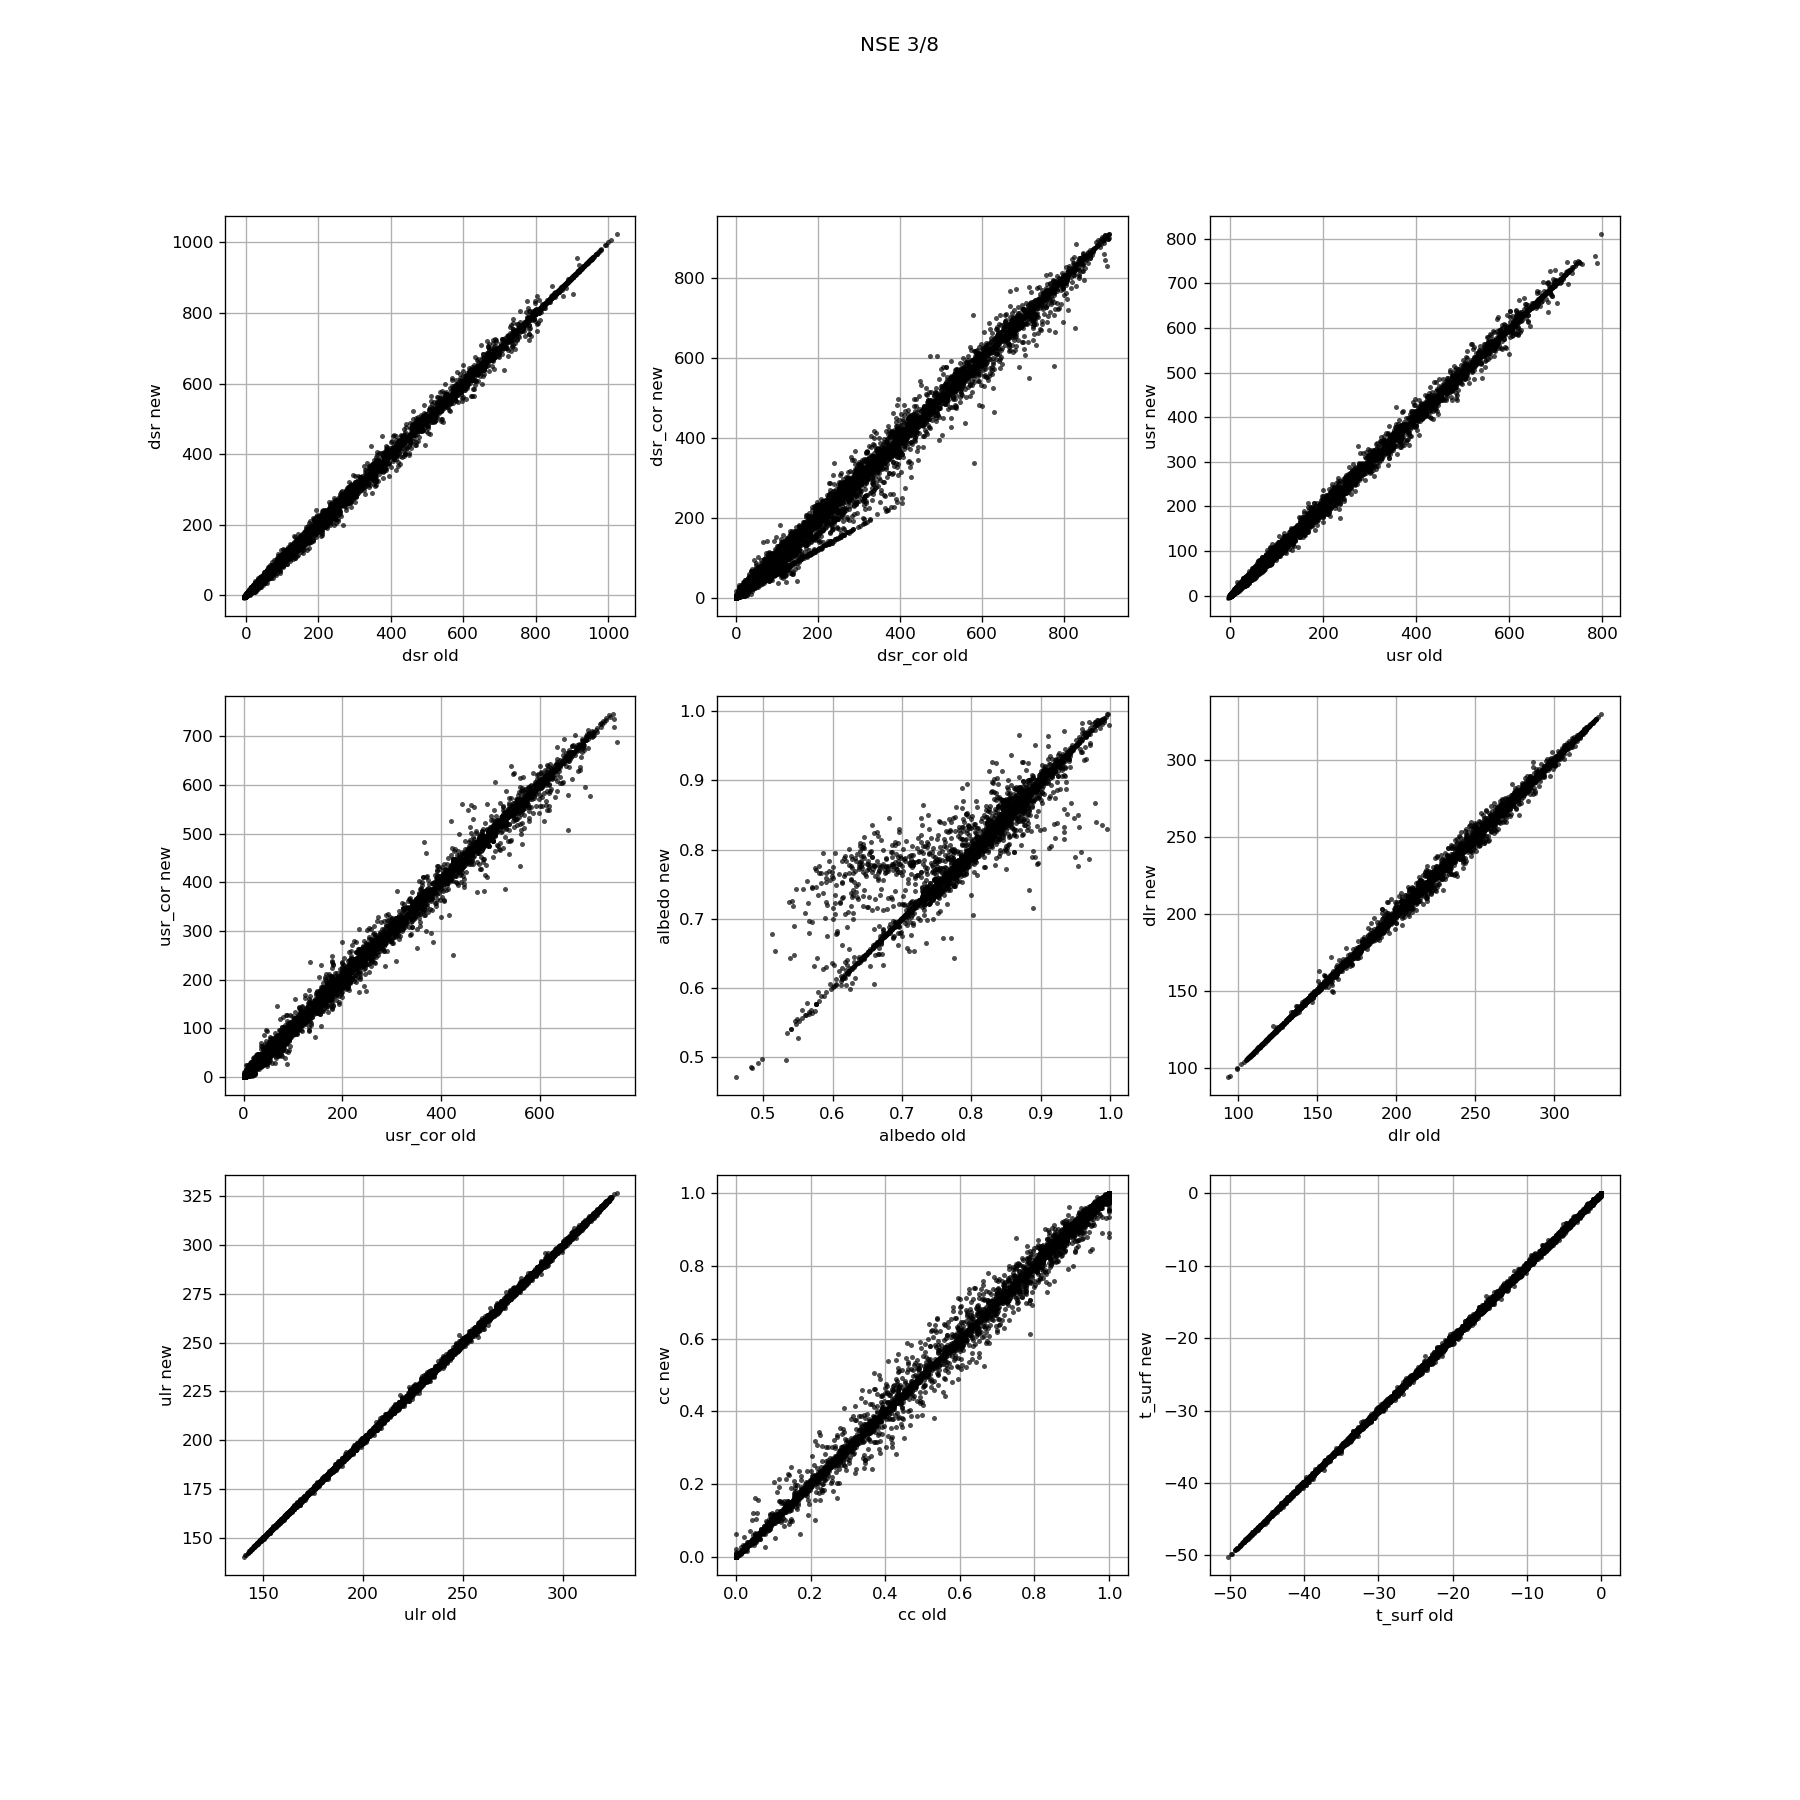 NSE 3/8
dsr new
1000
800
600
400
200
0
0 200 400 600 800 1000
dsr old
dsr_cor new
800
600
400
200
0
0 200 400 600 800
dsr_cor old
usr new
800
700
600
500
400
300
200
100
0
0 200 400 600 800
usr old
usr_cor new
700
600
500
400
300
200
100
0
0 200 400 600
usr_cor old
albedo new
1.0
0.9
0.8
0.7
0.6
0.5
0.5 0.6 0.7 0.8 0.9 1.0
albedo old
dlr new
300
250
200
150
100
100 150 200 250 300
dlr old
ulr new
325
300
275
250
225
200
175
150
150 200 250 300
ulr old
cc new
1.0
0.8
0.6
0.4
0.2
0.0
0.0 0.2 0.4 0.6 0.8 1.0
cc old
t_surf new
0
−10
−20
−30
−40
−50
−50 −40 −30 −20 −10 0
t_surf old